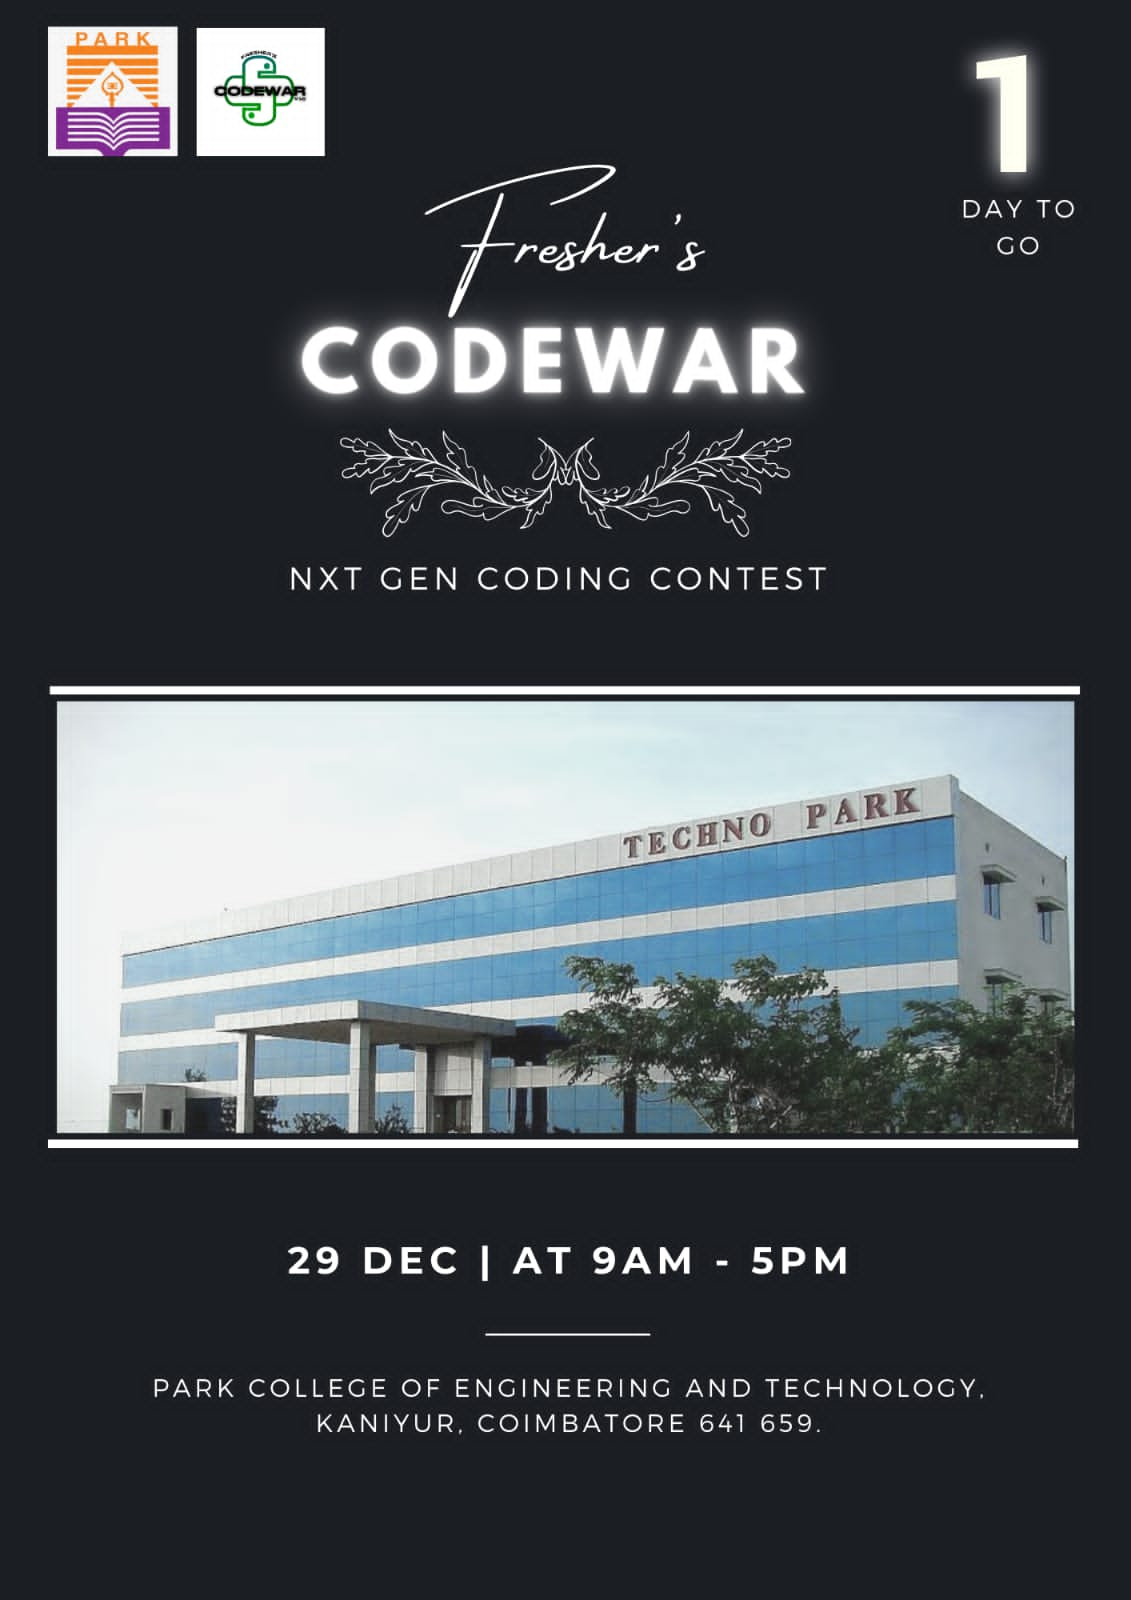 PARK
FRESHER'S
CODEWAR
1
DAY TO
GO
Fresher's
CODEWAR
NXT GEN CODING CONTEST
TECHNO PARK
29 DEC | AT 9AM - 5PM
PARK COLLEGE OF ENGINEERING AND TECHNOLOGY,
KANIYUR, COIMBATORE 641 659.